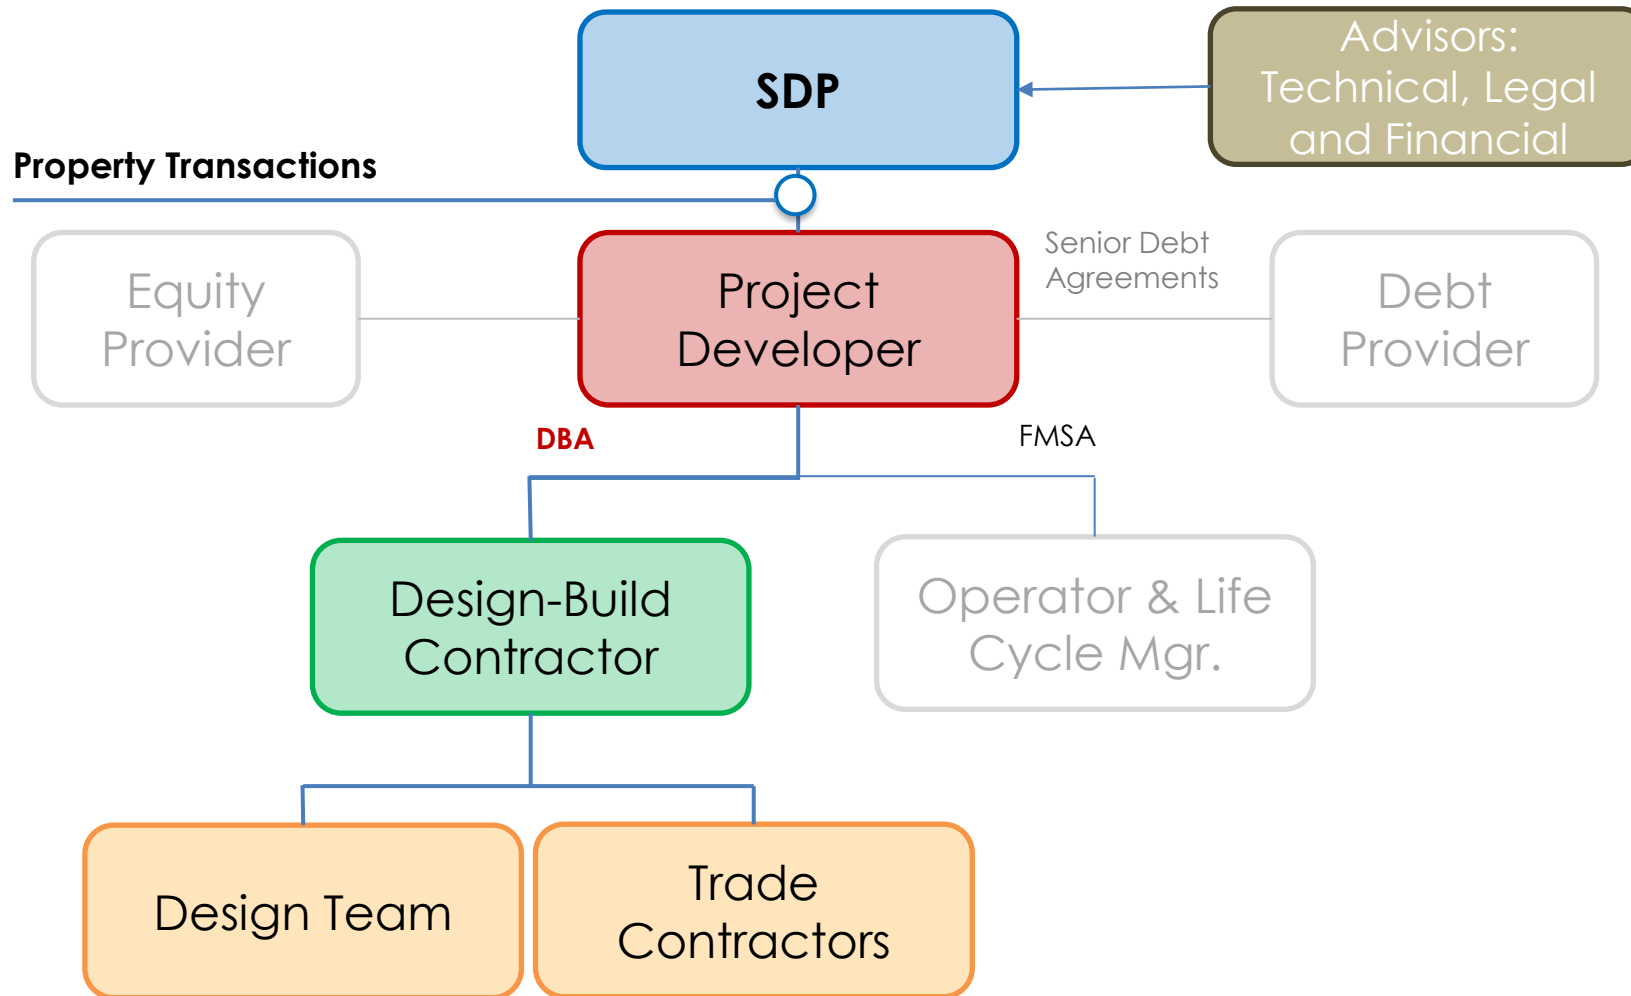 SDP
Advisors:
Technical, Legal
and Financial
Property Transactions
Equity
Provider
Project
Developer
Senior Debt
Agreements
Debt
Provider
DBA
FMSA
Design-Build
Contractor
Operator & Life
Cycle Mgr.
Design Team
Trade
Contractors